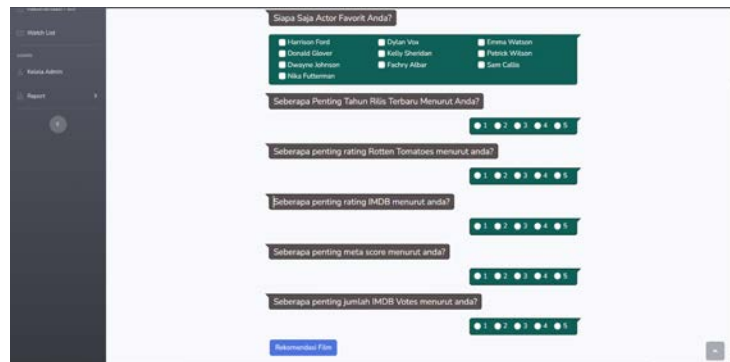 Watch List
Kelola Admin
Report
Siapa Saja Actor Favorit Anda?
Harrison Ford Dylan Vox Emma Watson
Donald Glover Kelly Sheridan Patrick Wilson
Dwayne Johnson Fachry Albar Sam Callis
Nika Futterman
Seberapa Penting Tahun Rilis Terbaru Menurut Anda?
1 2 3 4 5
Seberapa penting rating Rotten Tomatoes menurut anda?
1 2 3 4 5
Seberapa penting rating IMDB menurut anda?
1 2 3 4 5
Seberapa penting meta score menurut anda?
1 2 3 4 5
Seberapa penting jumlah IMDB Votes menurut anda?
1 2 3 4 5
Rekomendasi Film